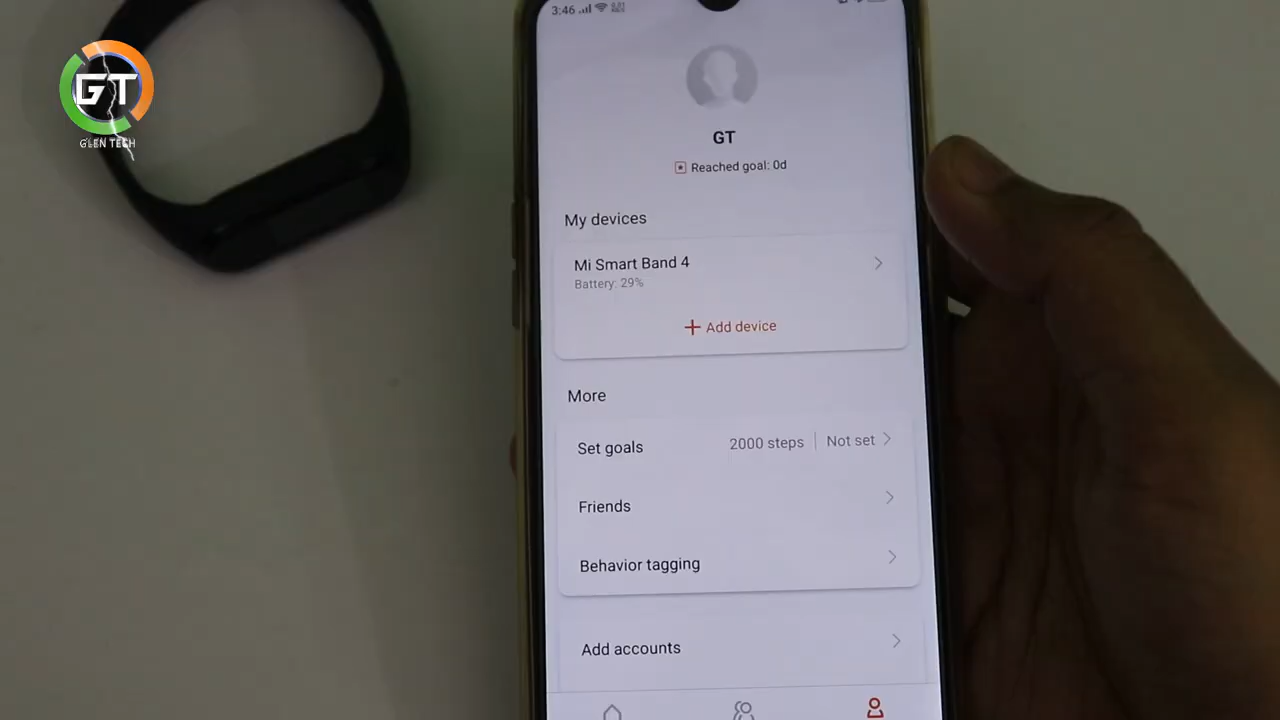 3:46
GT
GLEN TECH
GT
Reached goal: 0d
My devices
Mi Smart Band 4
Battery: 29%
+ Add device
More
Set goals 2000 steps | Not set
Friends
Behavior tagging
Add accounts